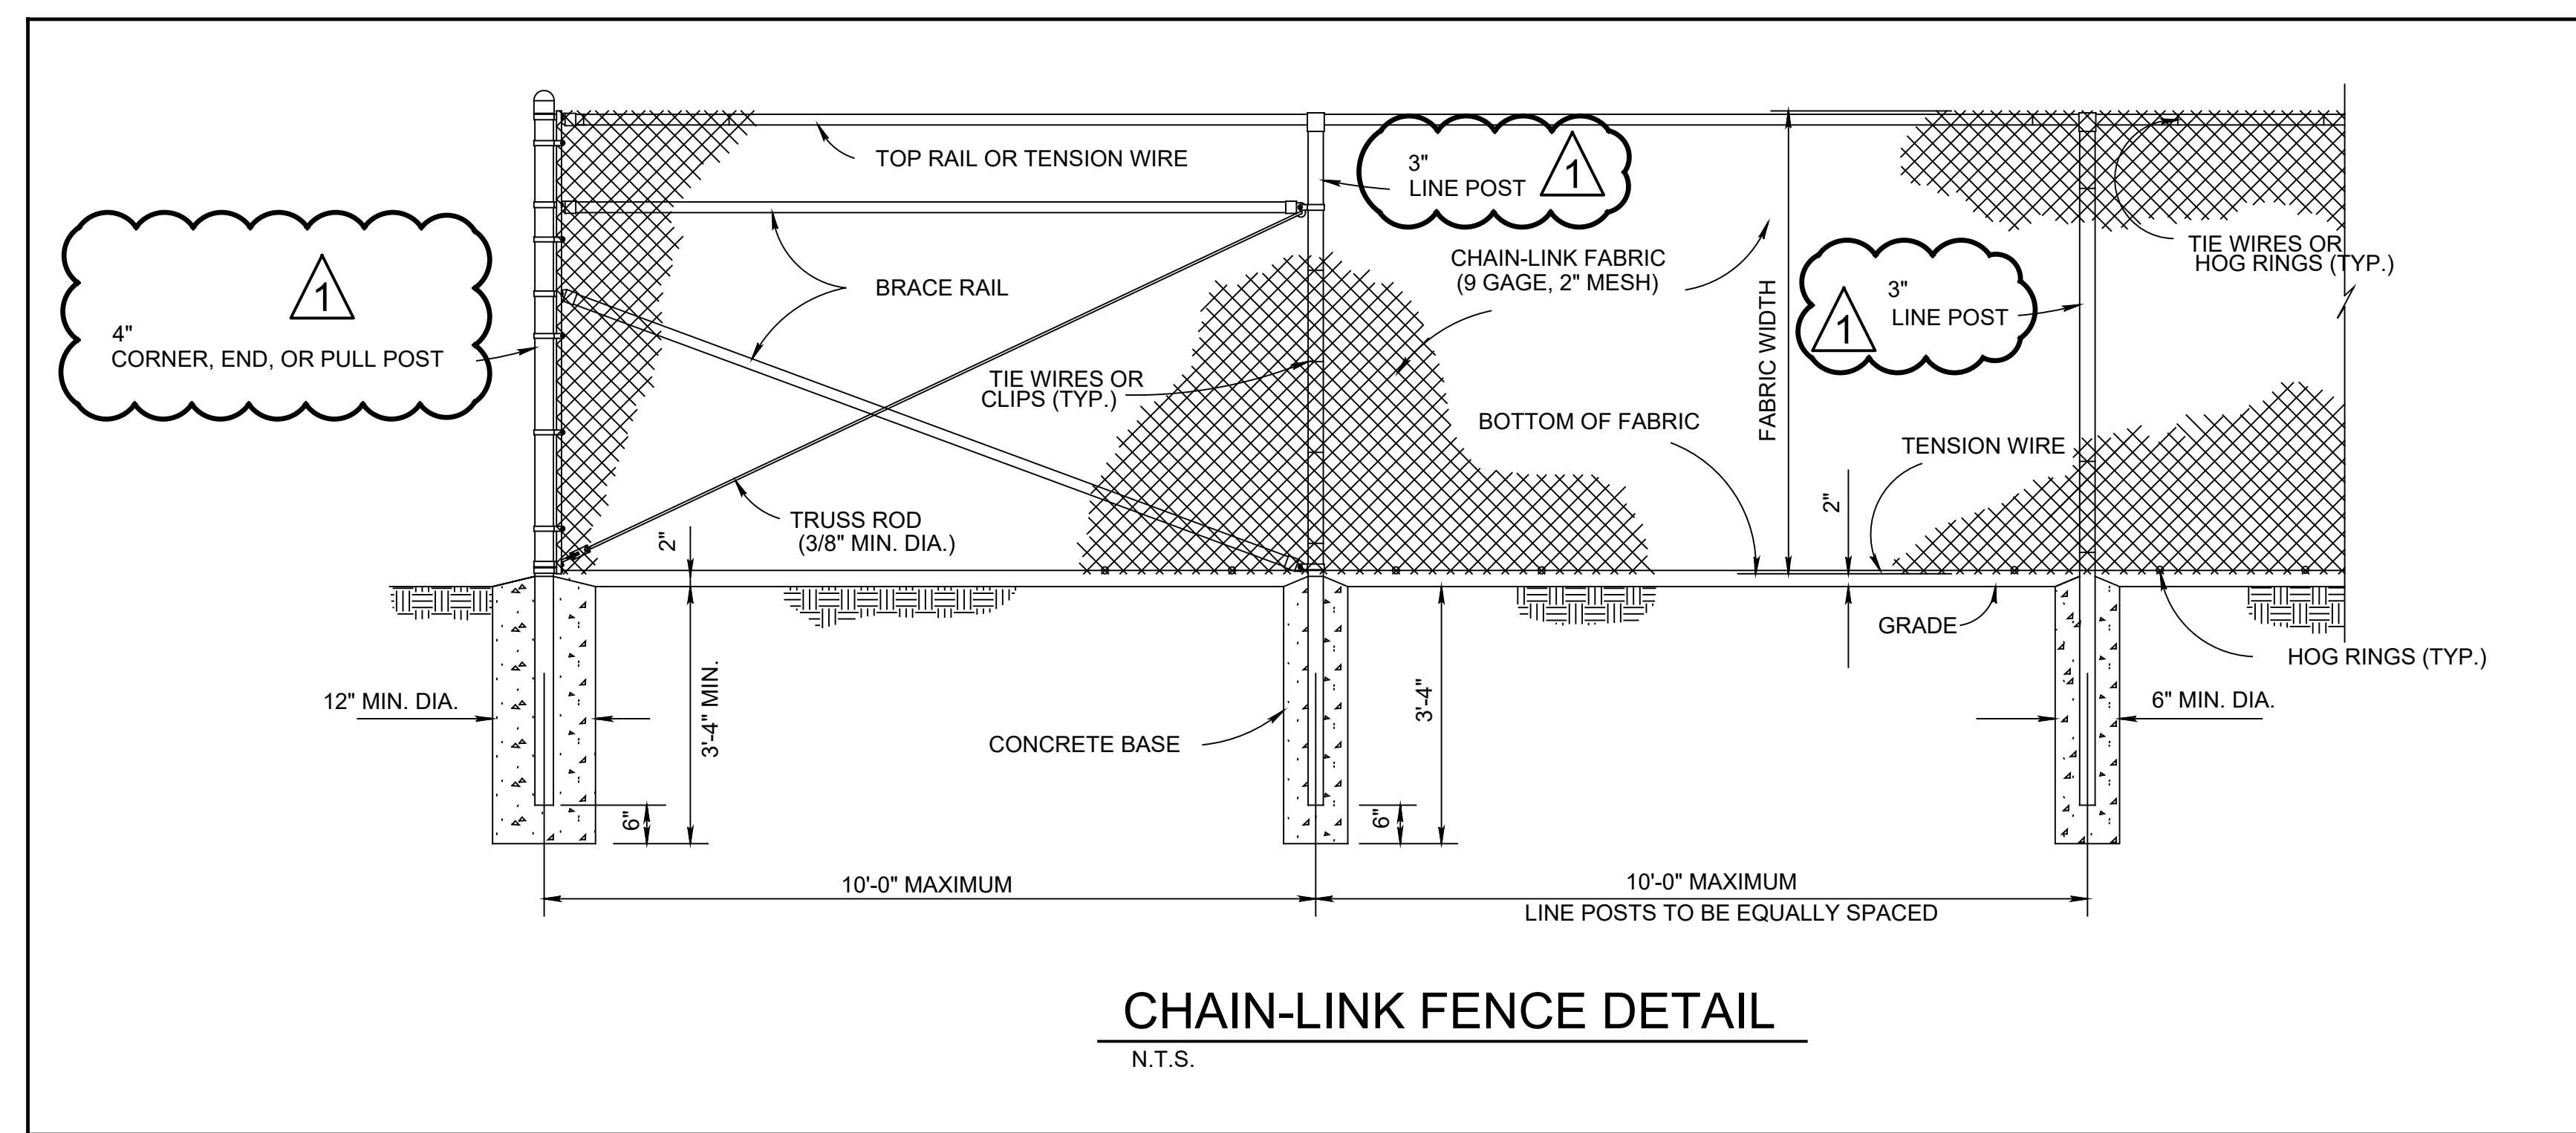 TOP RAIL OR TENSION WIRE
3"
LINE POST
1
1
4"
CORNER, END, OR PULL POST
BRACE RAIL
CHAIN-LINK FABRIC
(9 GAGE, 2" MESH)
FABRIC WIDTH
3"
LINE POST
1
TIE WIRES OR
HOG RINGS (TYP.)
TIE WIRES OR
CLIPS (TYP.)
BOTTOM OF FABRIC
TENSION WIRE
TRUSS ROD
(3/8" MIN. DIA.)
2"
2"
GRADE
HOG RINGS (TYP.)
12" MIN. DIA.
3'-4" MIN.
6"
CONCRETE BASE
6"
3'-4"
6" MIN. DIA.
10'-0" MAXIMUM
10'-0" MAXIMUM
LINE POSTS TO BE EQUALLY SPACED
CHAIN-LINK FENCE DETAIL
N.T.S.